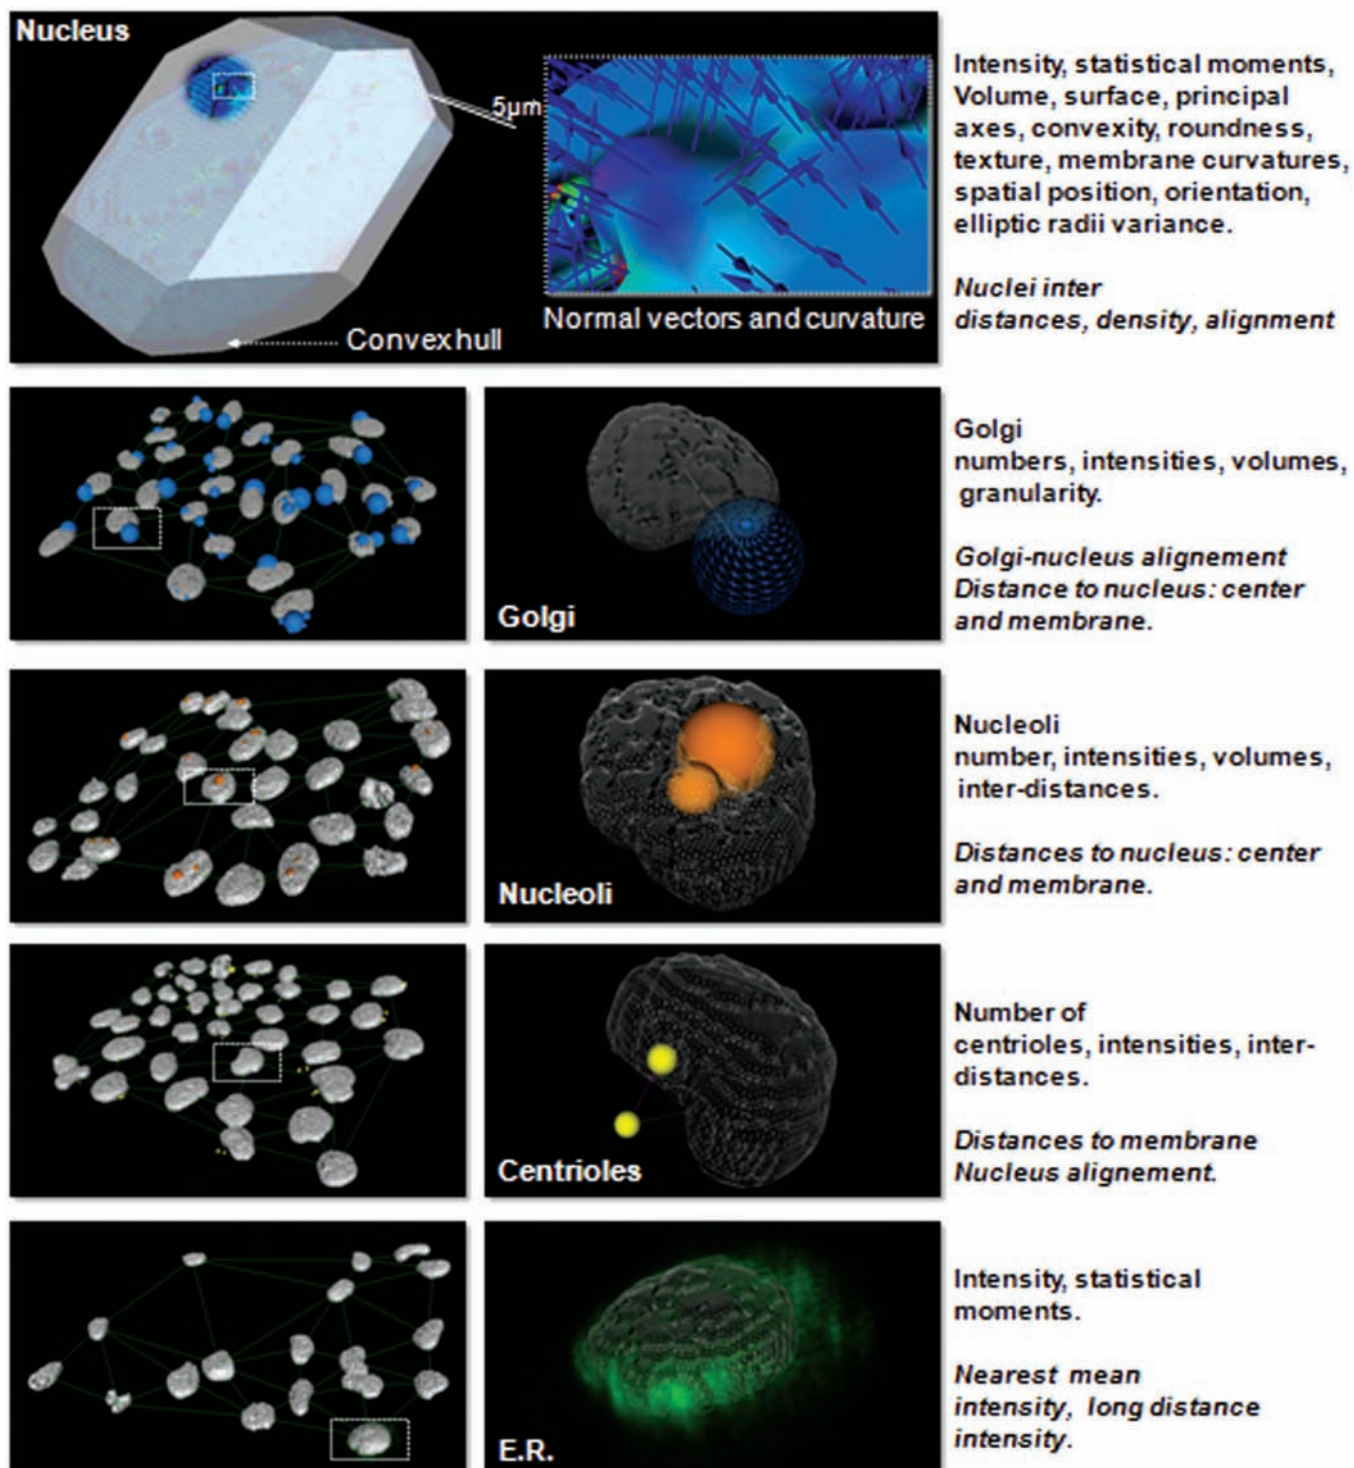 Nucleus
5µm
Convex hull
Normal vectors and curvature
Intensity, statistical moments,
Volume, surface, principal
axes, convexity, roundness,
texture, membrane curvatures,
spatial position, orientation,
elliptic radii variance.
Nuclei inter
distances, density, alignment
Golgi
Golgi
numbers, intensities, volumes,
granularity.
Golgi-nucleus alignement
Distance to nucleus: center
and membrane.
Nucleoli
Nucleoli
number, intensities, volumes,
inter-distances.
Distances to nucleus: center
and membrane.
Centrioles
Number of
centrioles, intensities, inter-
distances.
Distances to membrane
Nucleus alignement.
E.R.
Intensity, statistical
moments.
Nearest mean
intensity, long distance
intensity.